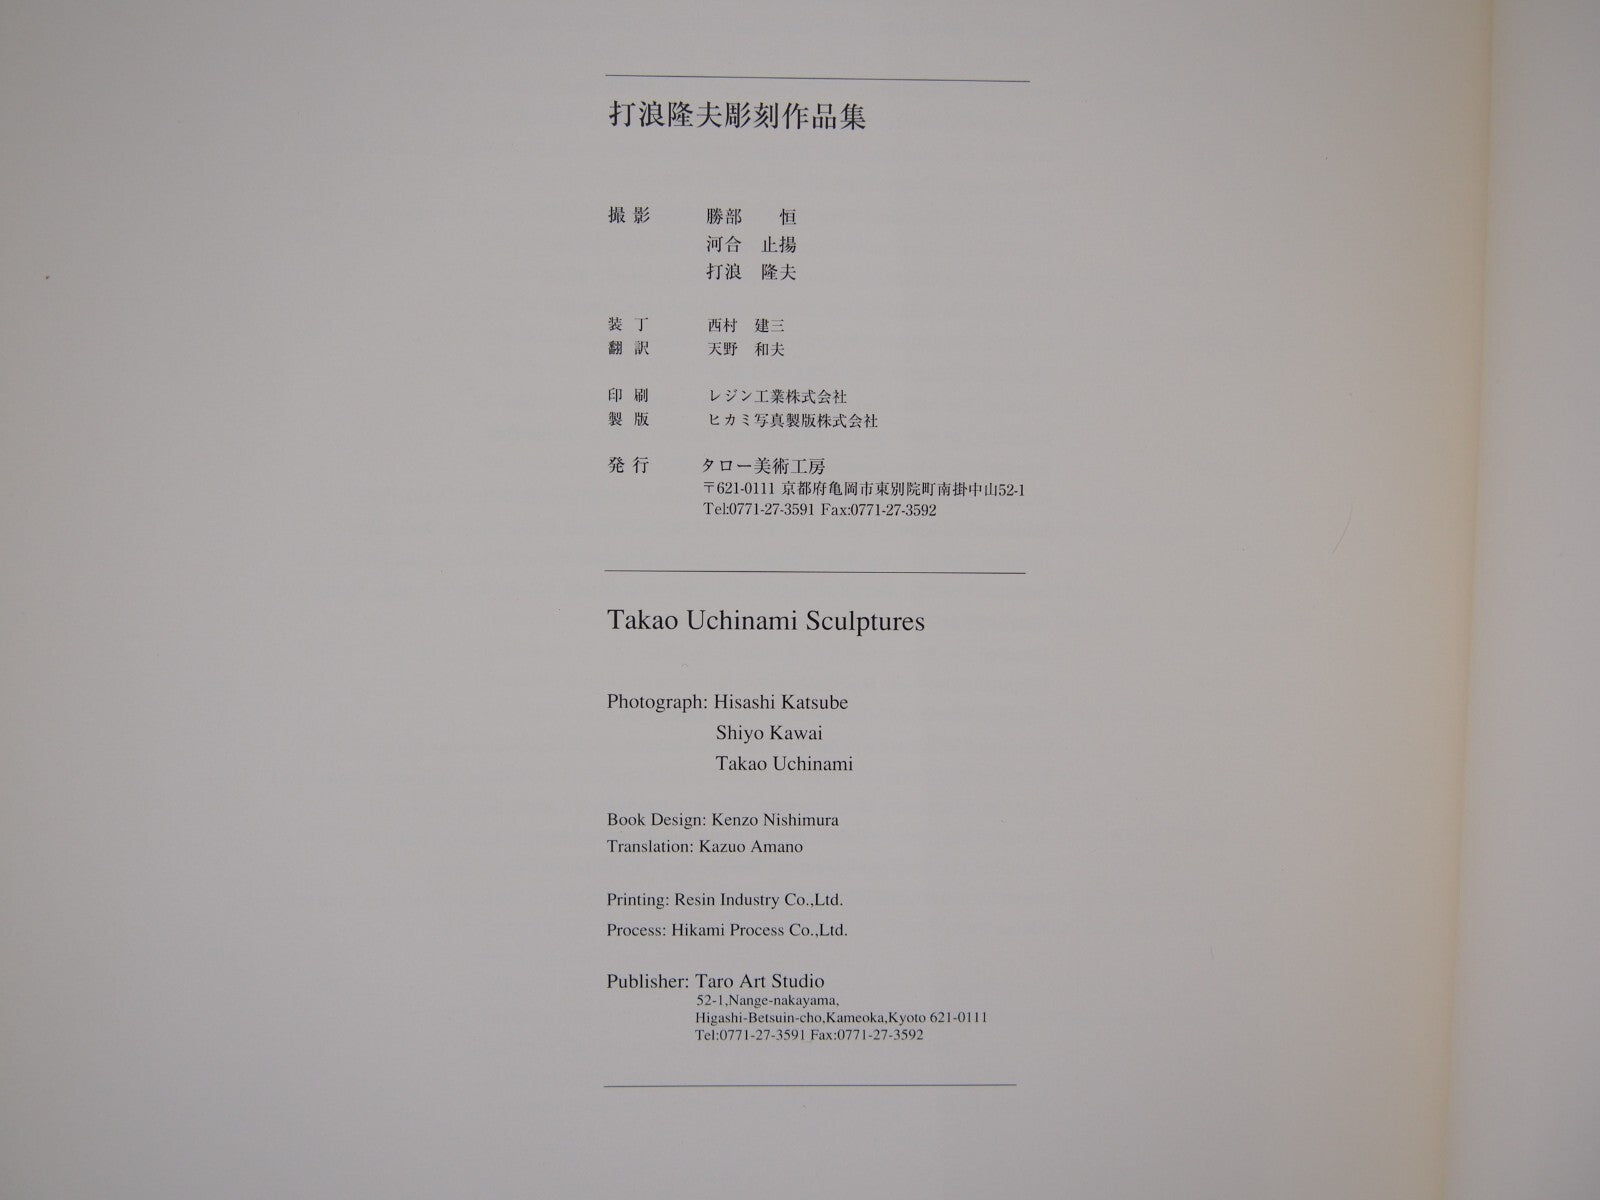 打浪隆夫彫刻作品集
撮影 勝部 恒
河合 止揚
打浪 隆夫
装丁 西村 建三
翻訳 天野 和夫
印刷 レジン工業株式会社
製版 ヒカミ写真製版株式会社
発行 タロー美術工房
〒621-0111 京都府亀岡市東別院町南掛中山52-1
Tel:0771-27-3591 Fax:0771-27-3592
Takao Uchinami Sculptures
Photograph: Hisashi Katsube
Shiyo Kawai
Takao Uchinami
Book Design: Kenzo Nishimura
Translation: Kazuo Amano
Printing: Resin Industry Co.,Ltd.
Process: Hikami Process Co.,Ltd.
Publisher: Taro Art Studio
52-1,Nange-nakayama,
Higashi-Betsuin-cho,Kameoka,Kyoto 621-0111
Tel:0771-27-3591 Fax:0771-27-3592